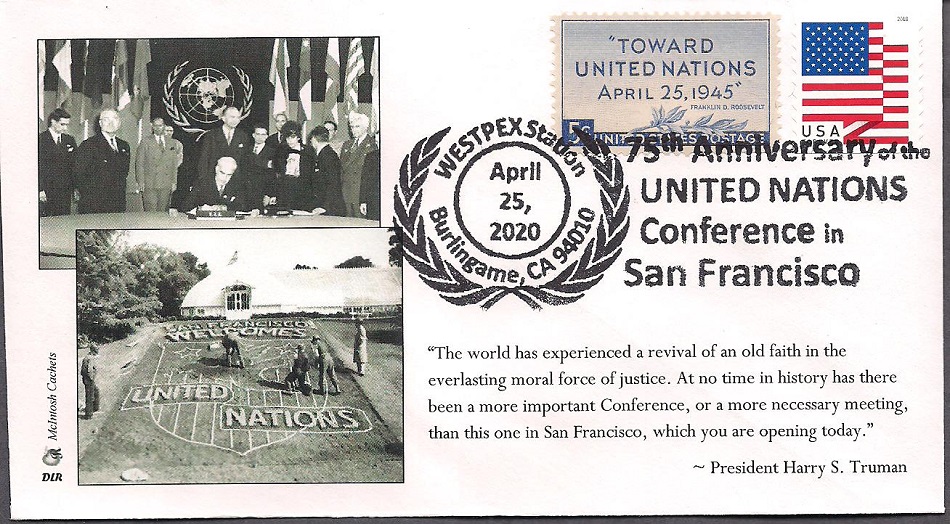 "TOWARD
UNITED NATIONS
APRIL 25, 1945"
FRANKLIN D. ROOSEVELT
5¢ UNITED STATES POSTAGE
2018
USA
WESTPEX Station
April
25,
2020
Burlingame, CA 94010
75th Anniversary of the
UNITED NATIONS
Conference in
San Francisco
SAN FRANCISCO
WELCOMES
UNITED
NATIONS
McIntosh Cachets
DLR
"The world has experienced a revival of an old faith in the
everlasting moral force of justice. At no time in history has there
been a more important Conference, or a more necessary meeting,
than this one in San Francisco, which you are opening today."
~ President Harry S. Truman